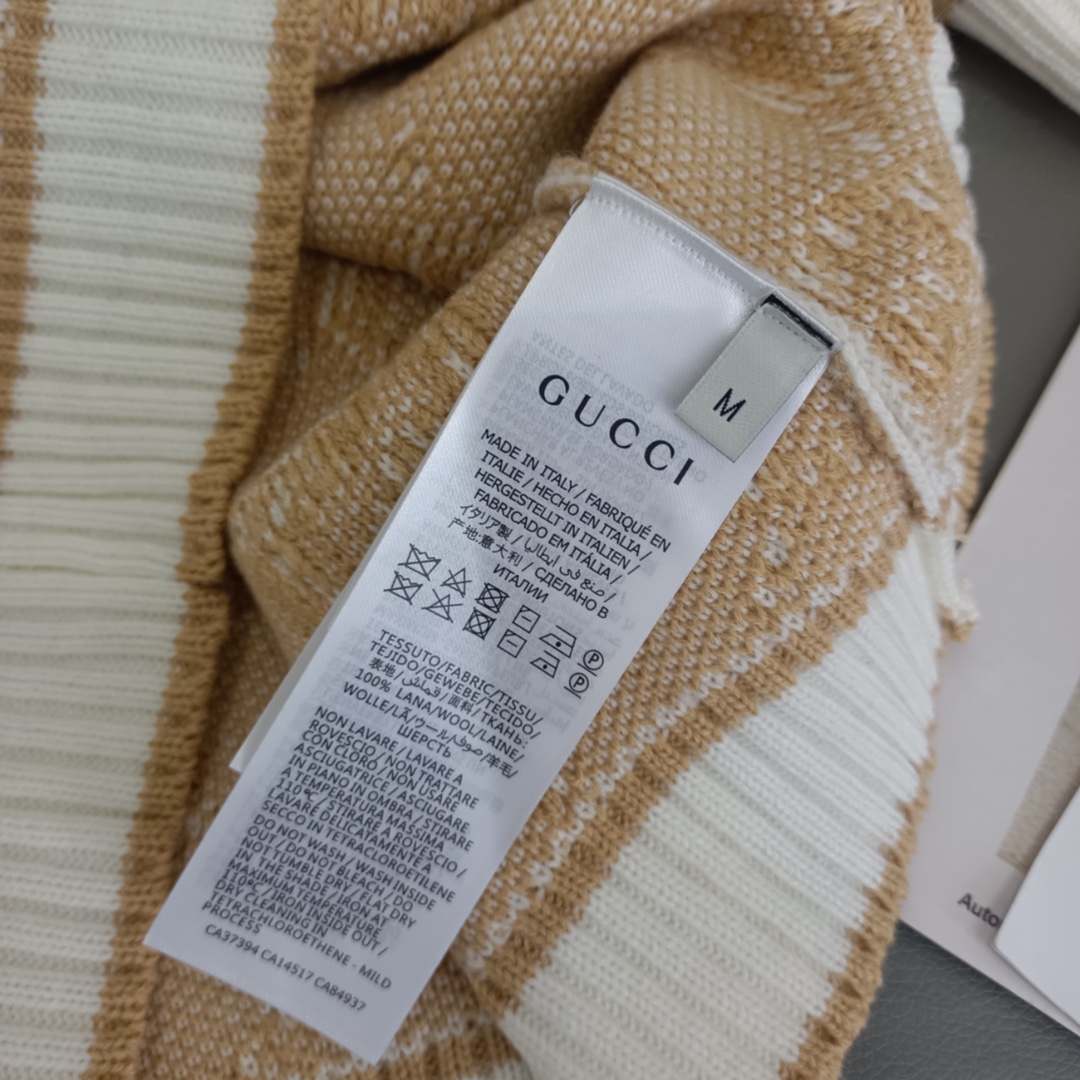 GUCCI
M
MADE IN ITALY / FABRIQUÉ EN
ITALIE / HECHO EN ITALIA /
HERGESTELLT IN ITALIEN /
FABRICADO EM ITÁLIA /
イタリア製 / صنع في ايطاليا /
产地:意大利 / СДЕЛАНО В
ИТАЛИИ
P
P
TESSUTO/FABRIC/TISSU/
TEJIDO/GEWEBE/TECIDO/
表地/قماش/面料/ТКАНЬ:
100% LANA/WOOL/LAINE/
WOLLE/LÃ/ウール/صوف/羊毛/
ШЕРСТЬ
NON LAVARE / LAVARE A
ROVESCIO / NON TRATTARE
CON CLORO / NON USARE
ASCIUGATRICE / ASCIUGARE
IN PIANO IN OMBRA / STIRARE
A TEMPERATURA MASSIMA
110°C / STIRARE A ROVESCIO /
LAVARE DELICATAMENTE A
SECCO IN TETRACLOROETILENE
DO NOT WASH / WASH INSIDE
OUT / DO NOT BLEACH / DO
NOT TUMBLE DRY / FLAT DRY
IN THE SHADE / IRON AT
MAXIMUM TEMPERATURE
110°C / IRON INSIDE OUT /
DRY CLEANING IN
TETRACHLOROETHENE - MILD
PROCESS
CA37394 CA14517 CA84937
Auto